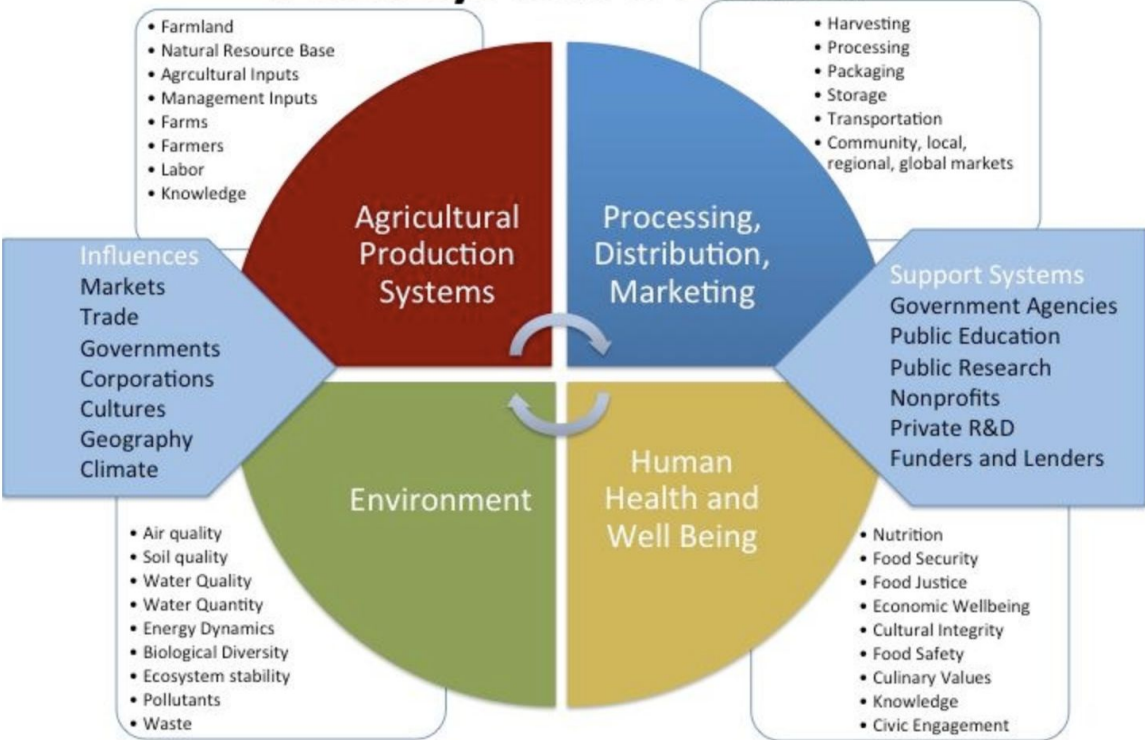 • Farmland
• Natural Resource Base
• Agrcultural Inputs
• Management Inputs
• Farms
• Farmers
• Labor
• Knowledge
• Harvesting
• Processing
• Packaging
• Storage
• Transportation
• Community, local,
regional, global markets
Agricultural
Production
Systems
Processing,
Distribution,
Marketing
Influences
Markets
Trade
Governments
Corporations
Cultures
Geography
Climate
Support Systems
Government Agencies
Public Education
Public Research
Nonprofits
Private R&D
Funders and Lenders
Environment
Human
Health and
Well Being
• Air quality
• Soil quality
• Water Quality
• Water Quantity
• Energy Dynamics
• Biological Diversity
• Ecosystem stability
• Pollutants
• Waste
• Nutrition
• Food Security
• Food Justice
• Economic Wellbeing
• Cultural Integrity
• Food Safety
• Culinary Values
• Knowledge
• Civic Engagement